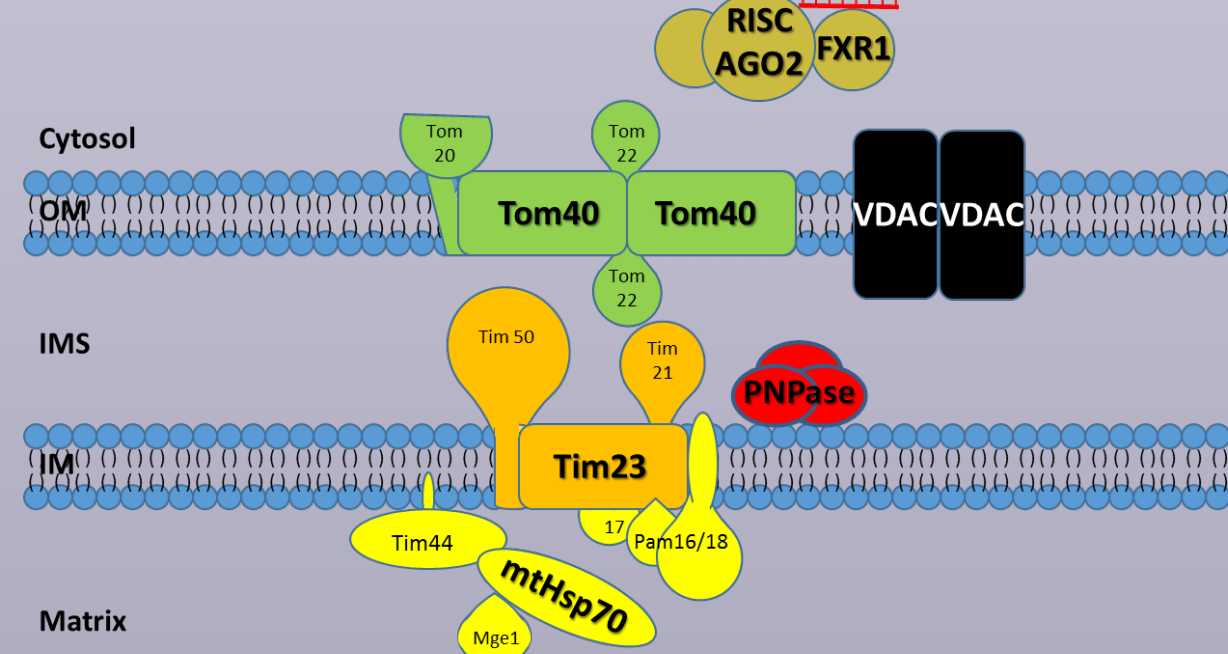 RISC
AGO2
FXR1
Cytosol
Tom
20
Tom
22
OM
Tom40
Tom40
VDAC
VDAC
Tom
22
IMS
Tim 50
Tim
21
PNPase
IM
Tim23
17
Pam16/18
Tim44
mtHsp70
Matrix
Mge1